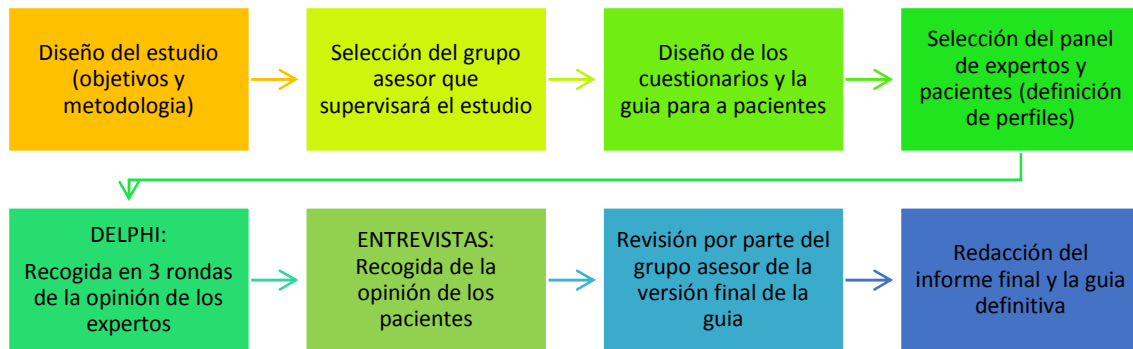 Diseño del estudio
(objetivos y
metodologia)
Selección del grupo
asesor que
supervisará el estudio
Diseño de los
cuestionarios y la
guia para a pacientes
Selección del panel
de expertos y
pacientes (definición
de perfiles)
DELPHI:
Recogida en 3 rondas
de la opinión de los
expertos
ENTREVISTAS:
Recogida de la
opinión de los
pacientes
Revisión por parte del
grupo asesor de la
versión final de la
guia
Redacción del
informe final y la guia
definitiva